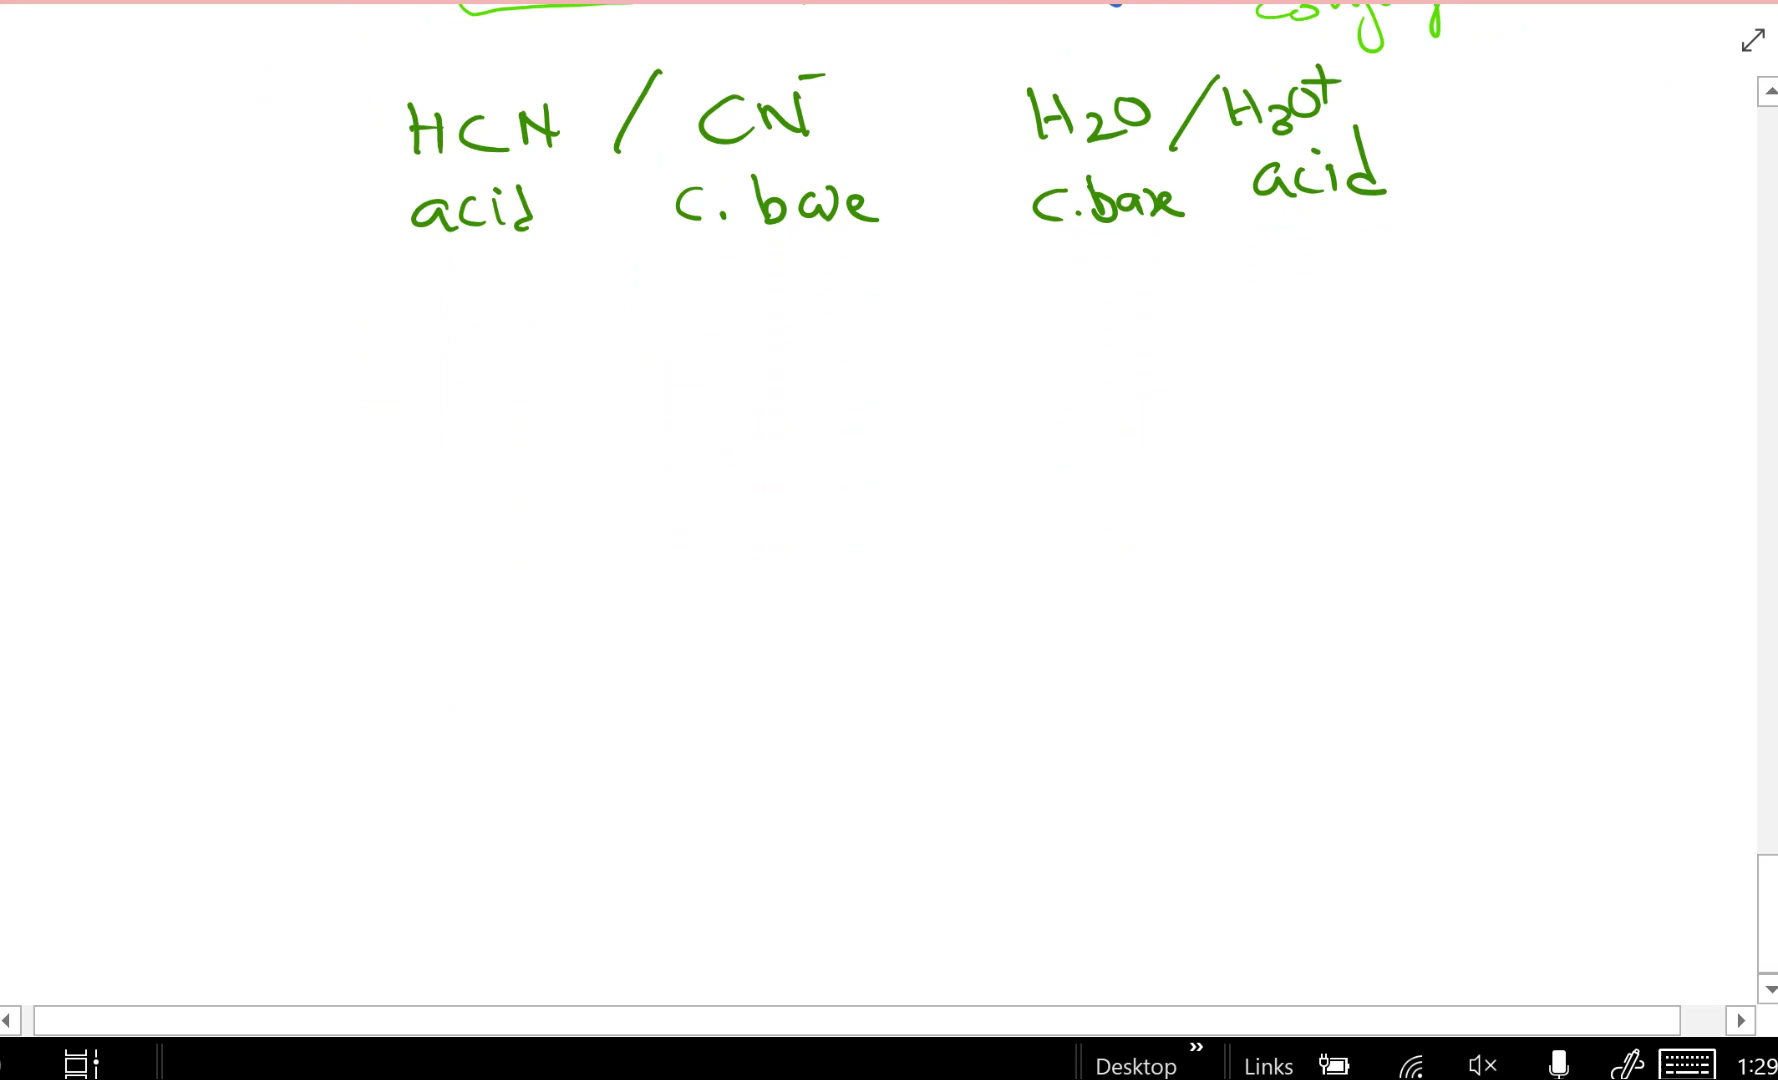 HCN / CN⁻ H2O / H3O⁺
acid c. base c. base acid
Desktop » Links 1:29